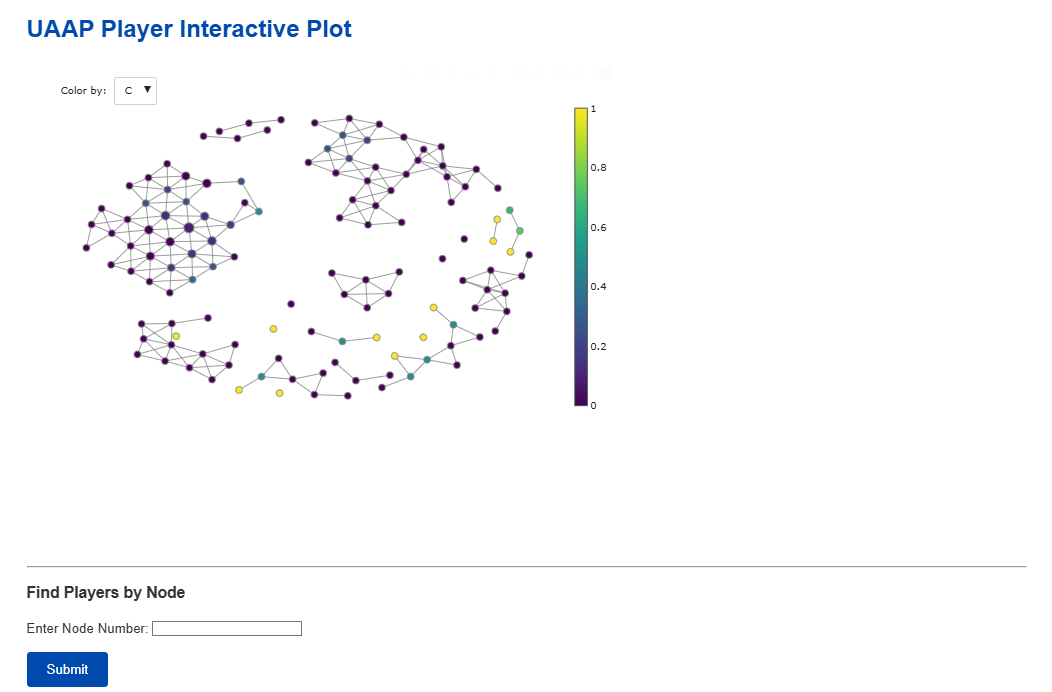 UAAP Player Interactive Plot
Color by: C ▼
1
0.8
0.6
0.4
0.2
0
Find Players by Node
Enter Node Number:
Submit